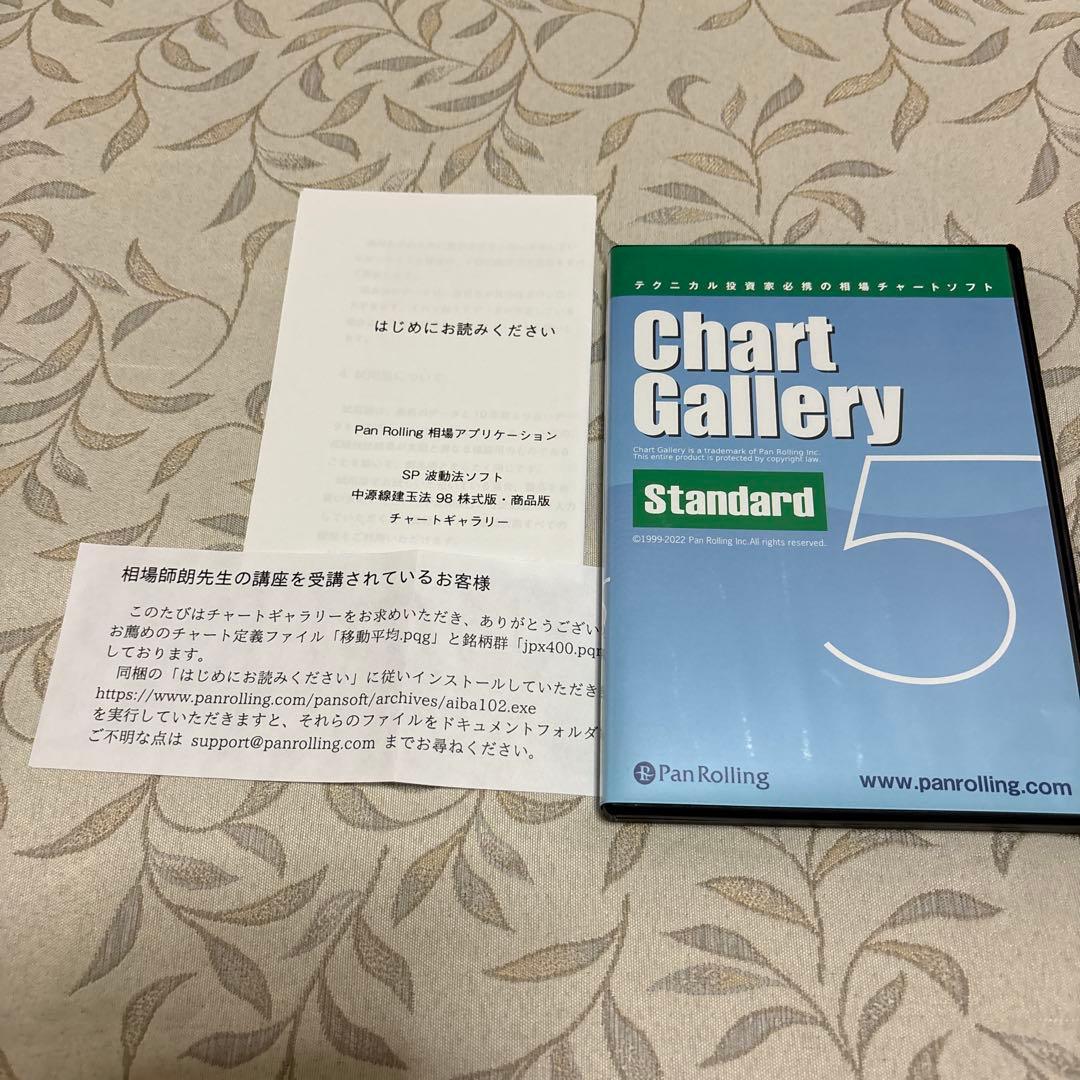 はじめにお読みください
Pan Rolling 相場アプリケーション
SP 波動法ソフト
中源線建玉法 98 株式版・商品版
チャートギャラリー
相場師朗先生の講座を受講されているお客様
このたびはチャートギャラリーをお求めいただき、ありがとうござい
お薦めのチャート定義ファイル「移動平均.pqg」と銘柄群「jpx400.pqr
しております。
同梱の「はじめにお読みください」に従いインストールしていただき
https://www.panrolling.com/pansoft/archives/aiba102.exe
を実行していただきますと、それらのファイルをドキュメントフォルダ
ご不明な点は support@panrolling.com までお尋ねください。
テクニカル投資家必携の相場チャートソフト
Chart
Gallery
Chart Gallery is a trademark of Pan Rolling Inc.
This entire product is protected by copyright law.
Standard
5
©1999-2022 Pan Rolling Inc.All rights reserved.
PanRolling
www.panrolling.com